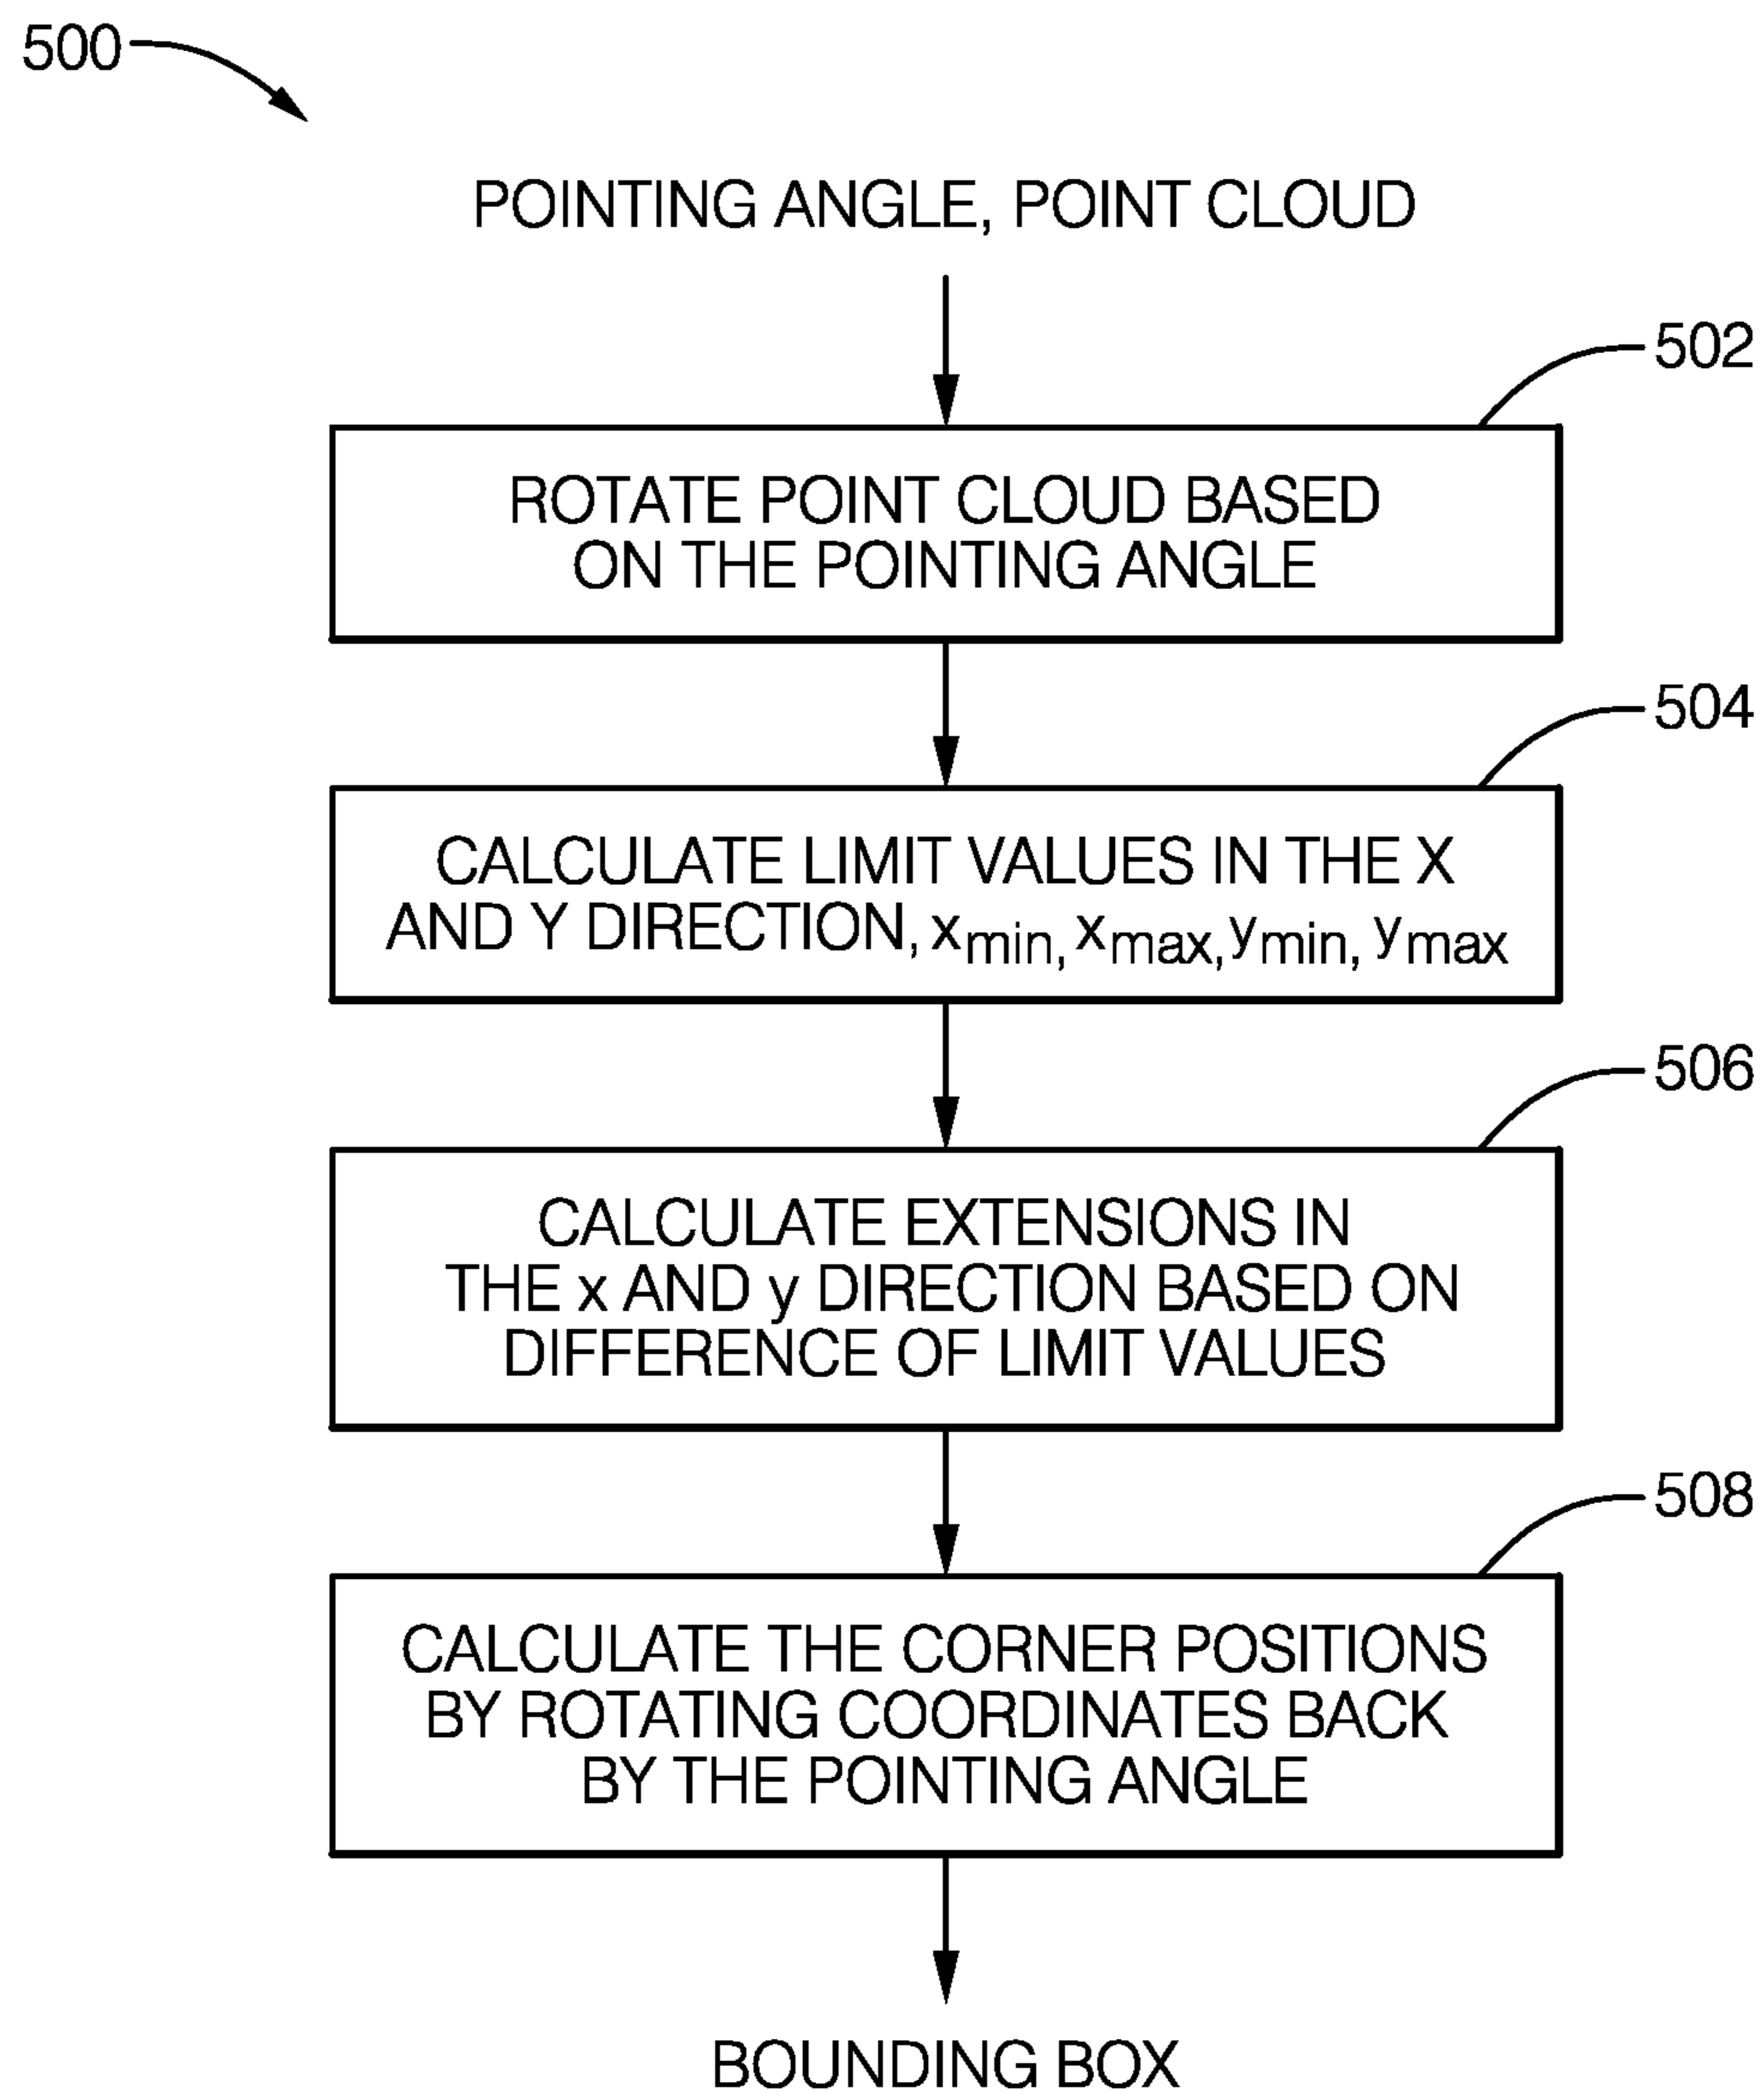 500
POINTING ANGLE, POINT CLOUD
502
ROTATE POINT CLOUD BASED
ON THE POINTING ANGLE
504
CALCULATE LIMIT VALUES IN THE X
AND Y DIRECTION, xmin, xmax, ymin, ymax
506
CALCULATE EXTENSIONS IN
THE x AND y DIRECTION BASED ON
DIFFERENCE OF LIMIT VALUES
508
CALCULATE THE CORNER POSITIONS
BY ROTATING COORDINATES BACK
BY THE POINTING ANGLE
BOUNDING BOX